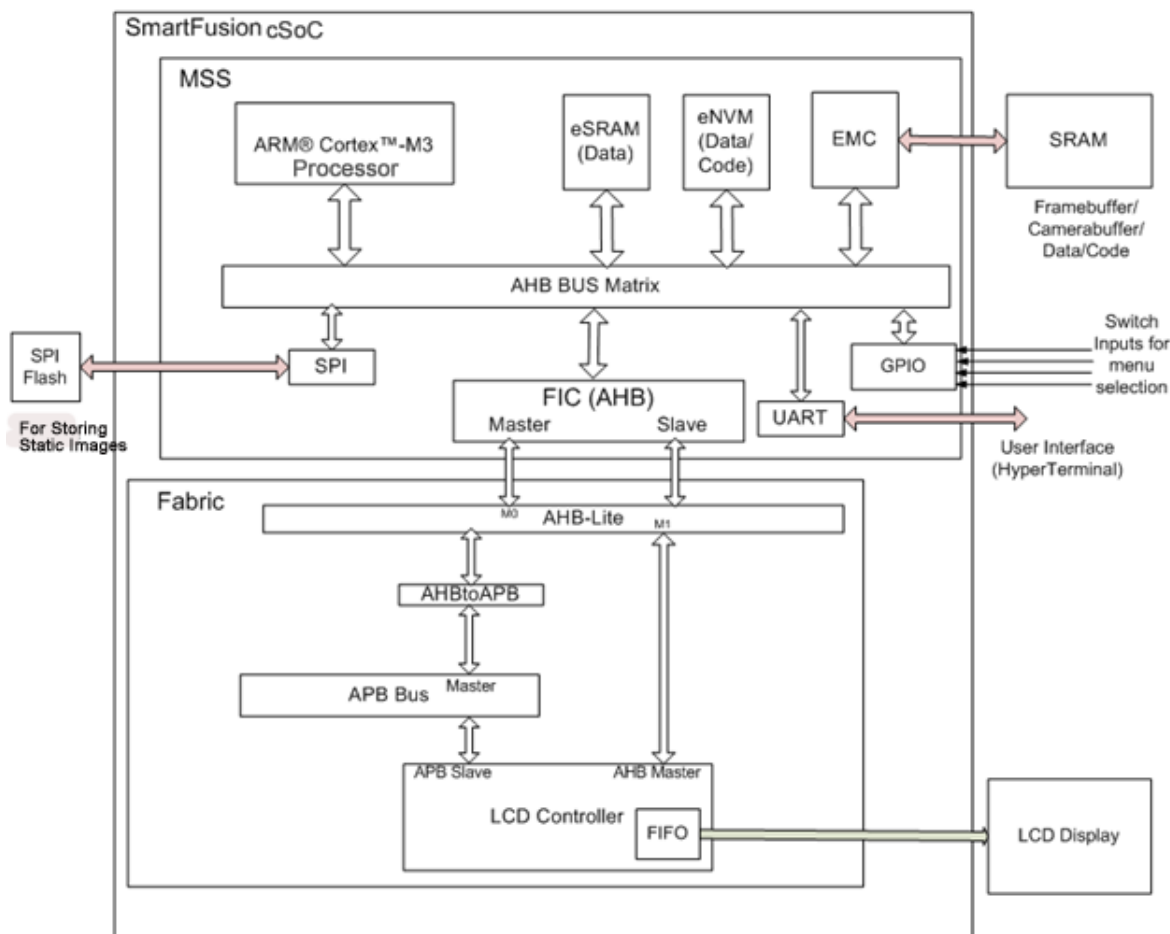 SmartFusion cSoC
MSS
ARM® Cortex™-M3
Processor
eSRAM
(Data)
eNVM
(Data/
Code)
EMC
SRAM
Framebuffer/
Camerabuffer/
Data/Code
AHB BUS Matrix
SPI
Flash
For Storing
Static Images
SPI
FIC (AHB)
Master
Slave
UART
GPIO
Switch
Inputs for
menu
selection
User Interface
(HyperTerminal)
Fabric
M0
AHB-Lite
M1
AHBtoAPB
APB Bus
Master
APB Slave
AHB Master
LCD Controller
FIFO
LCD Display